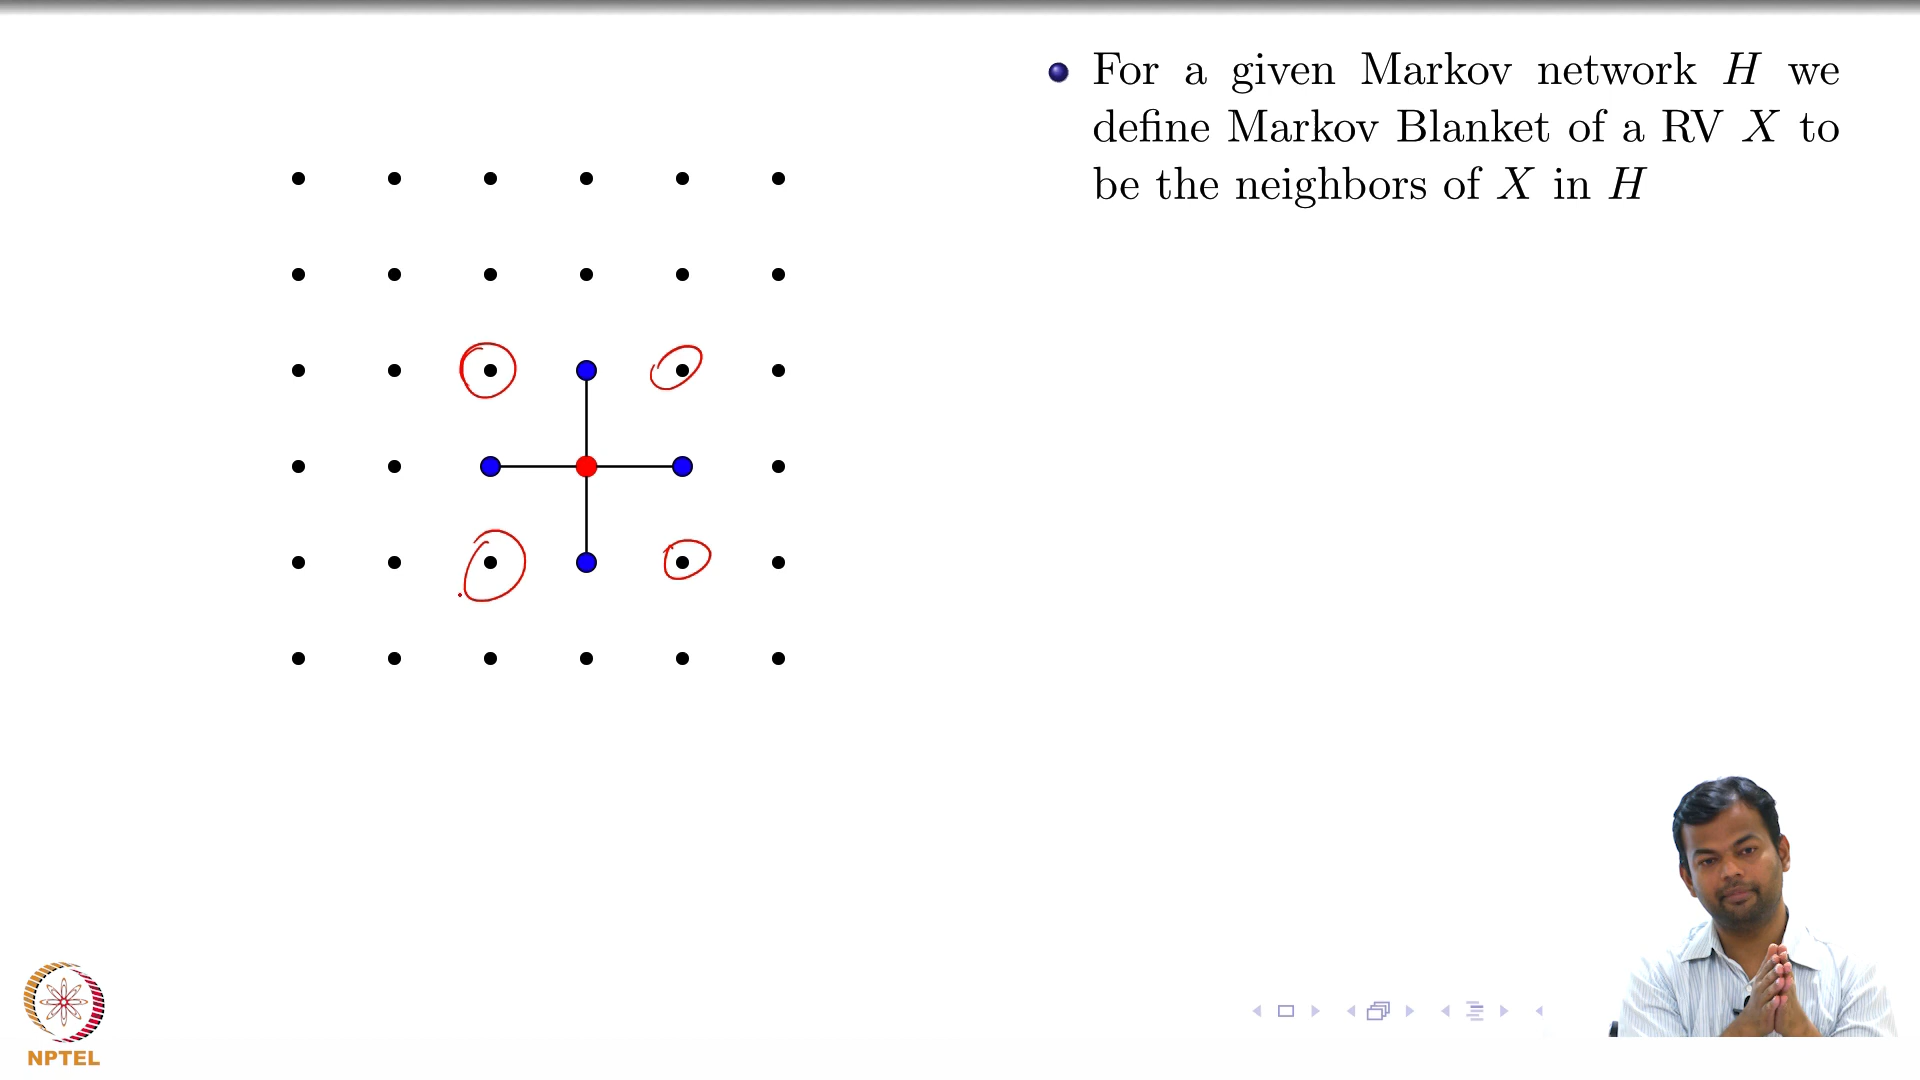 For a given Markov network H we
define Markov Blanket of a RV X to
be the neighbors of X in H
NPTEL